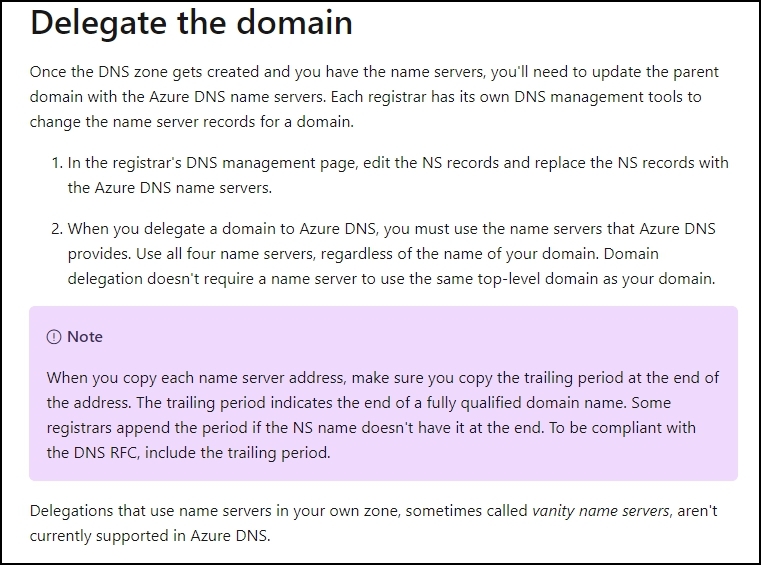 Delegate the domain
Once the DNS zone gets created and you have the name servers, you'll need to update the parent
domain with the Azure DNS name servers. Each registrar has its own DNS management tools to
change the name server records for a domain.
1. In the registrar's DNS management page, edit the NS records and replace the NS records with
the Azure DNS name servers.
2. When you delegate a domain to Azure DNS, you must use the name servers that Azure DNS
provides. Use all four name servers, regardless of the name of your domain. Domain
delegation doesn't require a name server to use the same top-level domain as your domain.
Note
When you copy each name server address, make sure you copy the trailing period at the end of
the address. The trailing period indicates the end of a fully qualified domain name. Some
registrars append the period if the NS name doesn't have it at the end. To be compliant with
the DNS RFC, include the trailing period.
Delegations that use name servers in your own zone, sometimes called vanity name servers, aren't
currently supported in Azure DNS.